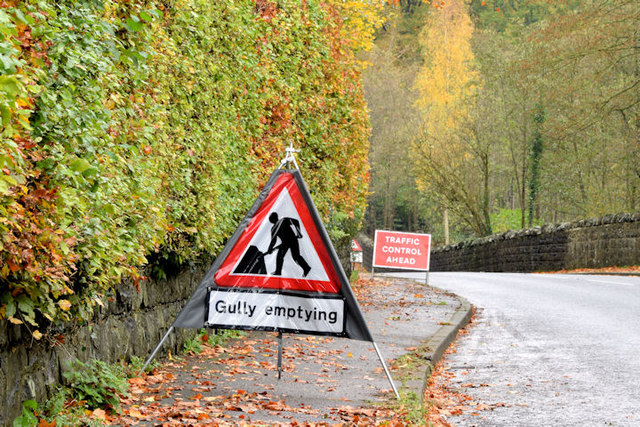 Gully emptying
TRAFFIC
CONTROL
AHEAD